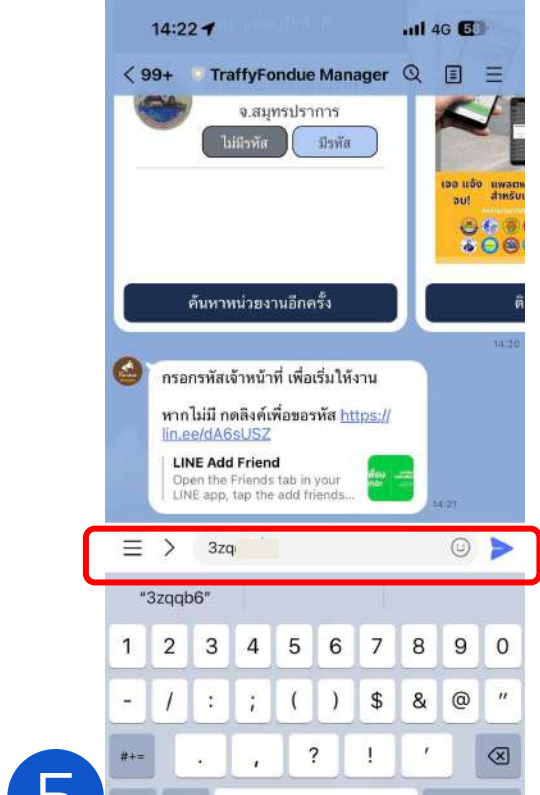 14:22
4G 58
99+ TraffyFondue Manager
จ.สมุทรปราการ
ไม่มีรหัส มีรหัส
เจอ แจ้ง
จบ!
ค้นหาหน่วยงานอีกครั้ง
ติ
14:20
กรอกรหัสเจ้าหน้าที่ เพื่อเริ่มให้งาน
หากไม่มี กดลิงค์เพื่อขอรหัส https://
lin.ee/dA6sUSZ
LINE Add Friend
Open the Friends tab in your
LINE app, tap the add friends...
14:21
3zq
"3zqqb6"
1 2 3 4 5 6 7 8 9 0
- / : ; ( ) $ & @ "
#+= . , ? ! '
5